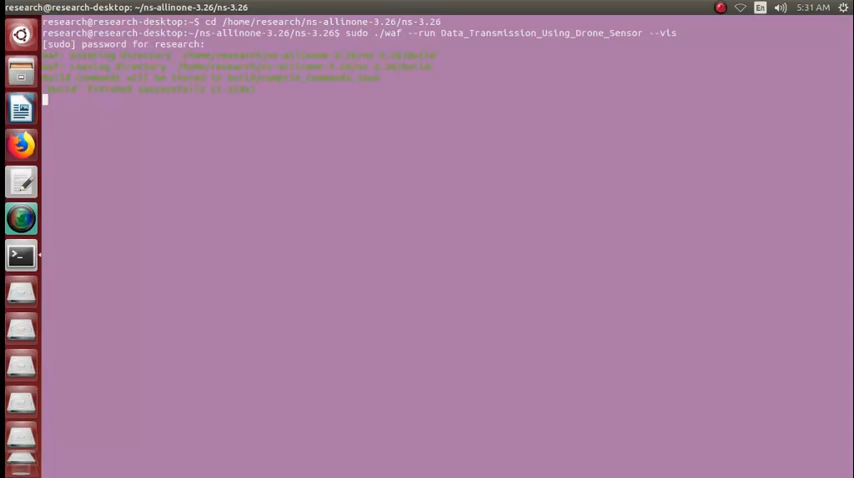 research@research-desktop: ~/ns-allinone-3.26/ns-3.26
En
5:31 AM
research@research-desktop:~$ cd /home/research/ns-allinone-3.26/ns-3.26
research@research-desktop:~/ns-allinone-3.26/ns-3.26$ sudo ./waf --run Data_Transmission_Using_Drone_Sensor --vis
[sudo] password for research:
Waf: Entering directory `/home/research/ns-allinone-3.26/ns-3.26/build'
Waf: Leaving directory `/home/research/ns-allinone-3.26/ns-3.26/build'
Build commands will be stored in build/compile_commands.json
'build' finished successfully